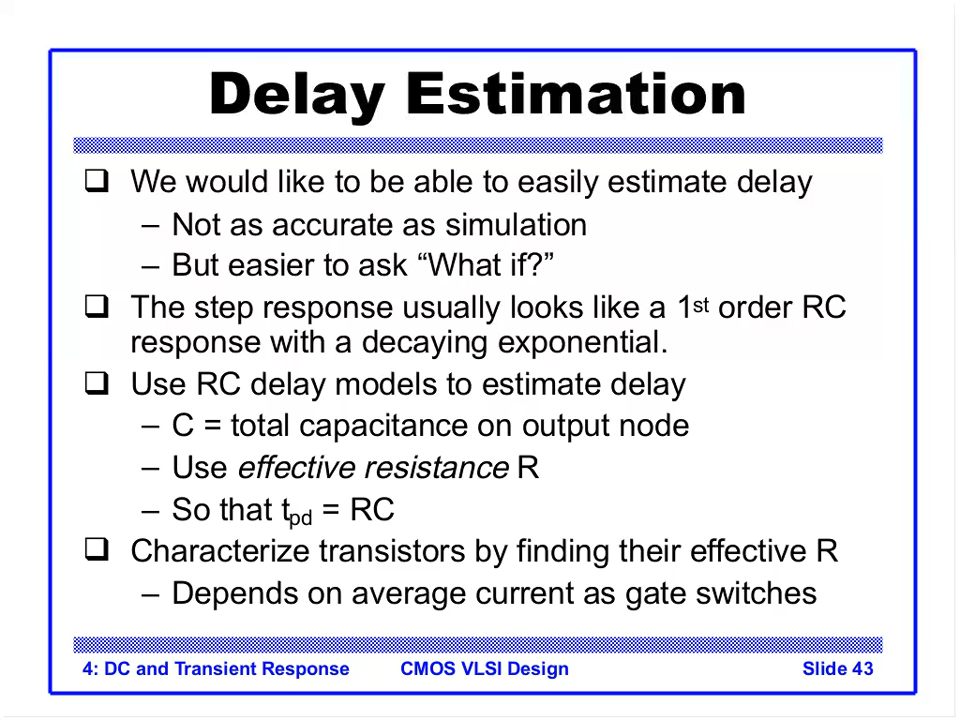 Delay Estimation
❑ We would like to be able to easily estimate delay
– Not as accurate as simulation
– But easier to ask “What if?”
❑ The step response usually looks like a 1st order RC
response with a decaying exponential.
❑ Use RC delay models to estimate delay
– C = total capacitance on output node
– Use effective resistance R
– So that tpd = RC
❑ Characterize transistors by finding their effective R
– Depends on average current as gate switches
4: DC and Transient Response CMOS VLSI Design Slide 43